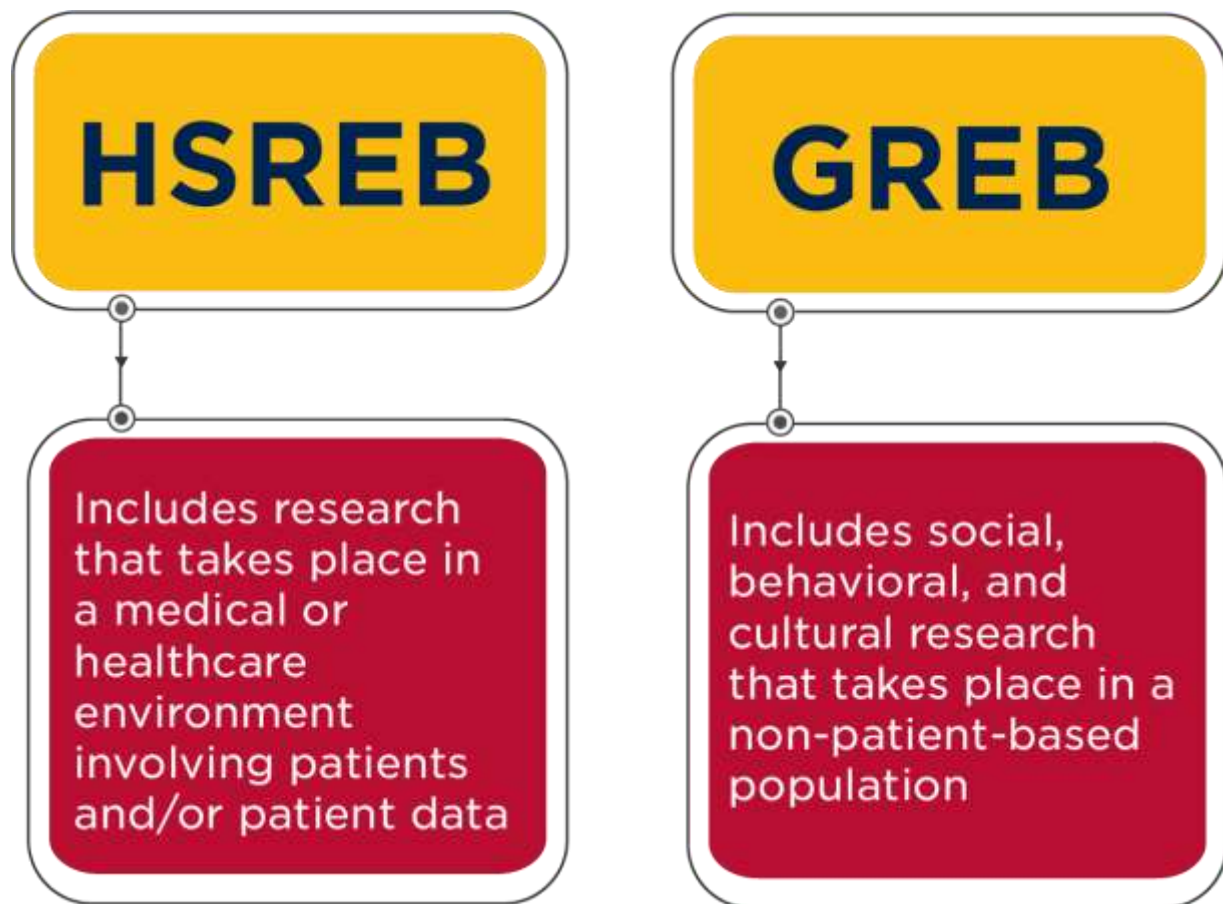 HSREB
Includes research
that takes place in
a medical or
healthcare
environment
involving patients
and/or patient data
GREB
Includes social,
behavioral, and
cultural research
that takes place in a
non-patient-based
population